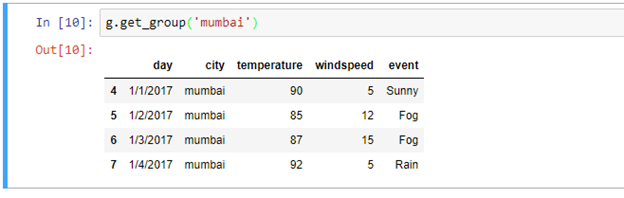 In [10]: g.get_group('mumbai')
Out[10]:
day city temperature windspeed event
4 1/1/2017 mumbai 90 5 Sunny
5 1/2/2017 mumbai 85 12 Fog
6 1/3/2017 mumbai 87 15 Fog
7 1/4/2017 mumbai 92 5 Rain